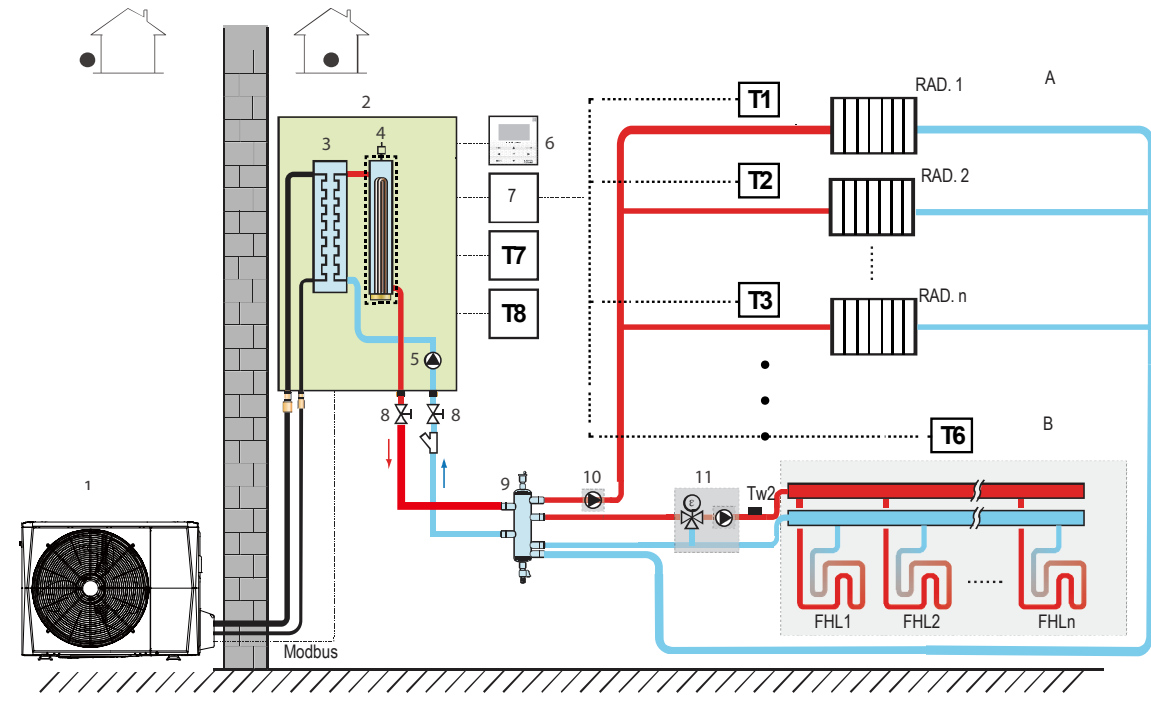 RAD. 1
A
T1
2
3
4
6
RAD. 2
T2
7
T7
RAD. n
T3
T8
5
8
8
B
T6
1
9
10
11
ε
Tw2
FHL1
FHL2
FHLn
Modbus